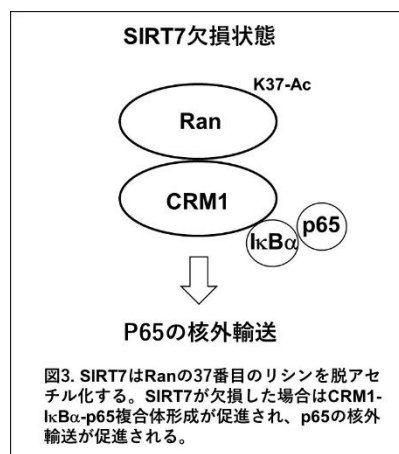 SIRT7欠損状態
K37-Ac
Ran
CRM1
IκBα
p65
P65の核外輸送
図3. SIRT7はRanの37番目のリシンを脱アセ
チル化する。SIRT7が欠損した場合はCRM1-
IκBα-p65複合体形成が促進され、p65の核外
輸送が促進される。